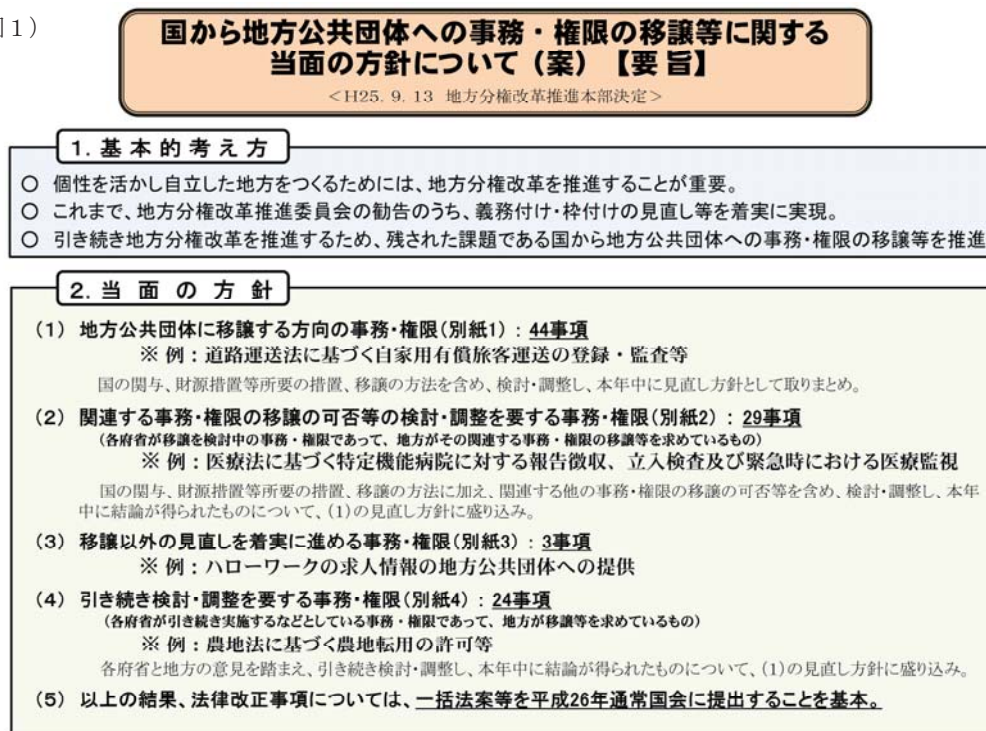 1）
国から地方公共団体への事務・権限の移譲等に関する
当面の方針について（案）【要 旨】
＜H25. 9. 13 地方分権改革推進本部決定＞
1. 基 本 的 考 え 方
○ 個性を活かし自立した地方をつくるためには、地方分権改革を推進することが重要。
○ これまで、地方分権改革推進委員会の勧告のうち、義務付け・枠付けの見直し等を着実に実現。
○ 引き続き地方分権改革を推進するため、残された課題である国から地方公共団体への事務・権限の移譲等を推進
2. 当 面 の 方 針
（1） 地方公共団体に移譲する方向の事務・権限（別紙1）：44事項
※ 例：道路運送法に基づく自家用有償旅客運送の登録・監査等
国の関与、財源措置等所要の措置、移譲の方法を含め、検討・調整し、本年中に見直し方針として取りまとめ。
（2） 関連する事務・権限の移譲の可否等の検討・調整を要する事務・権限（別紙2）：29事項
（各府省が移譲を検討中の事務・権限であって、地方がその関連する事務・権限の移譲等を求めているもの）
※ 例：医療法に基づく特定機能病院に対する報告徴収、立入検査及び緊急時における医療監視
国の関与、財源措置等所要の措置、移譲の方法に加え、関連する他の事務・権限の移譲の可否等を含め、検討・調整し、本年
中に結論が得られたものについて、（1）の見直し方針に盛り込み。
（3） 移譲以外の見直しを着実に進める事務・権限（別紙3）：3事項
※ 例：ハローワークの求人情報の地方公共団体への提供
（4） 引き続き検討・調整を要する事務・権限（別紙4）：24事項
（各府省が引き続き実施するなどとしている事務・権限であって、地方が移譲等を求めているもの）
※ 例：農地法に基づく農地転用の許可等
各府省と地方の意見を踏まえ、引き続き検討・調整し、本年中に結論が得られたものについて、（1）の見直し方針に盛り込み。
（5） 以上の結果、法律改正事項については、一括法案等を平成26年通常国会に提出することを基本。